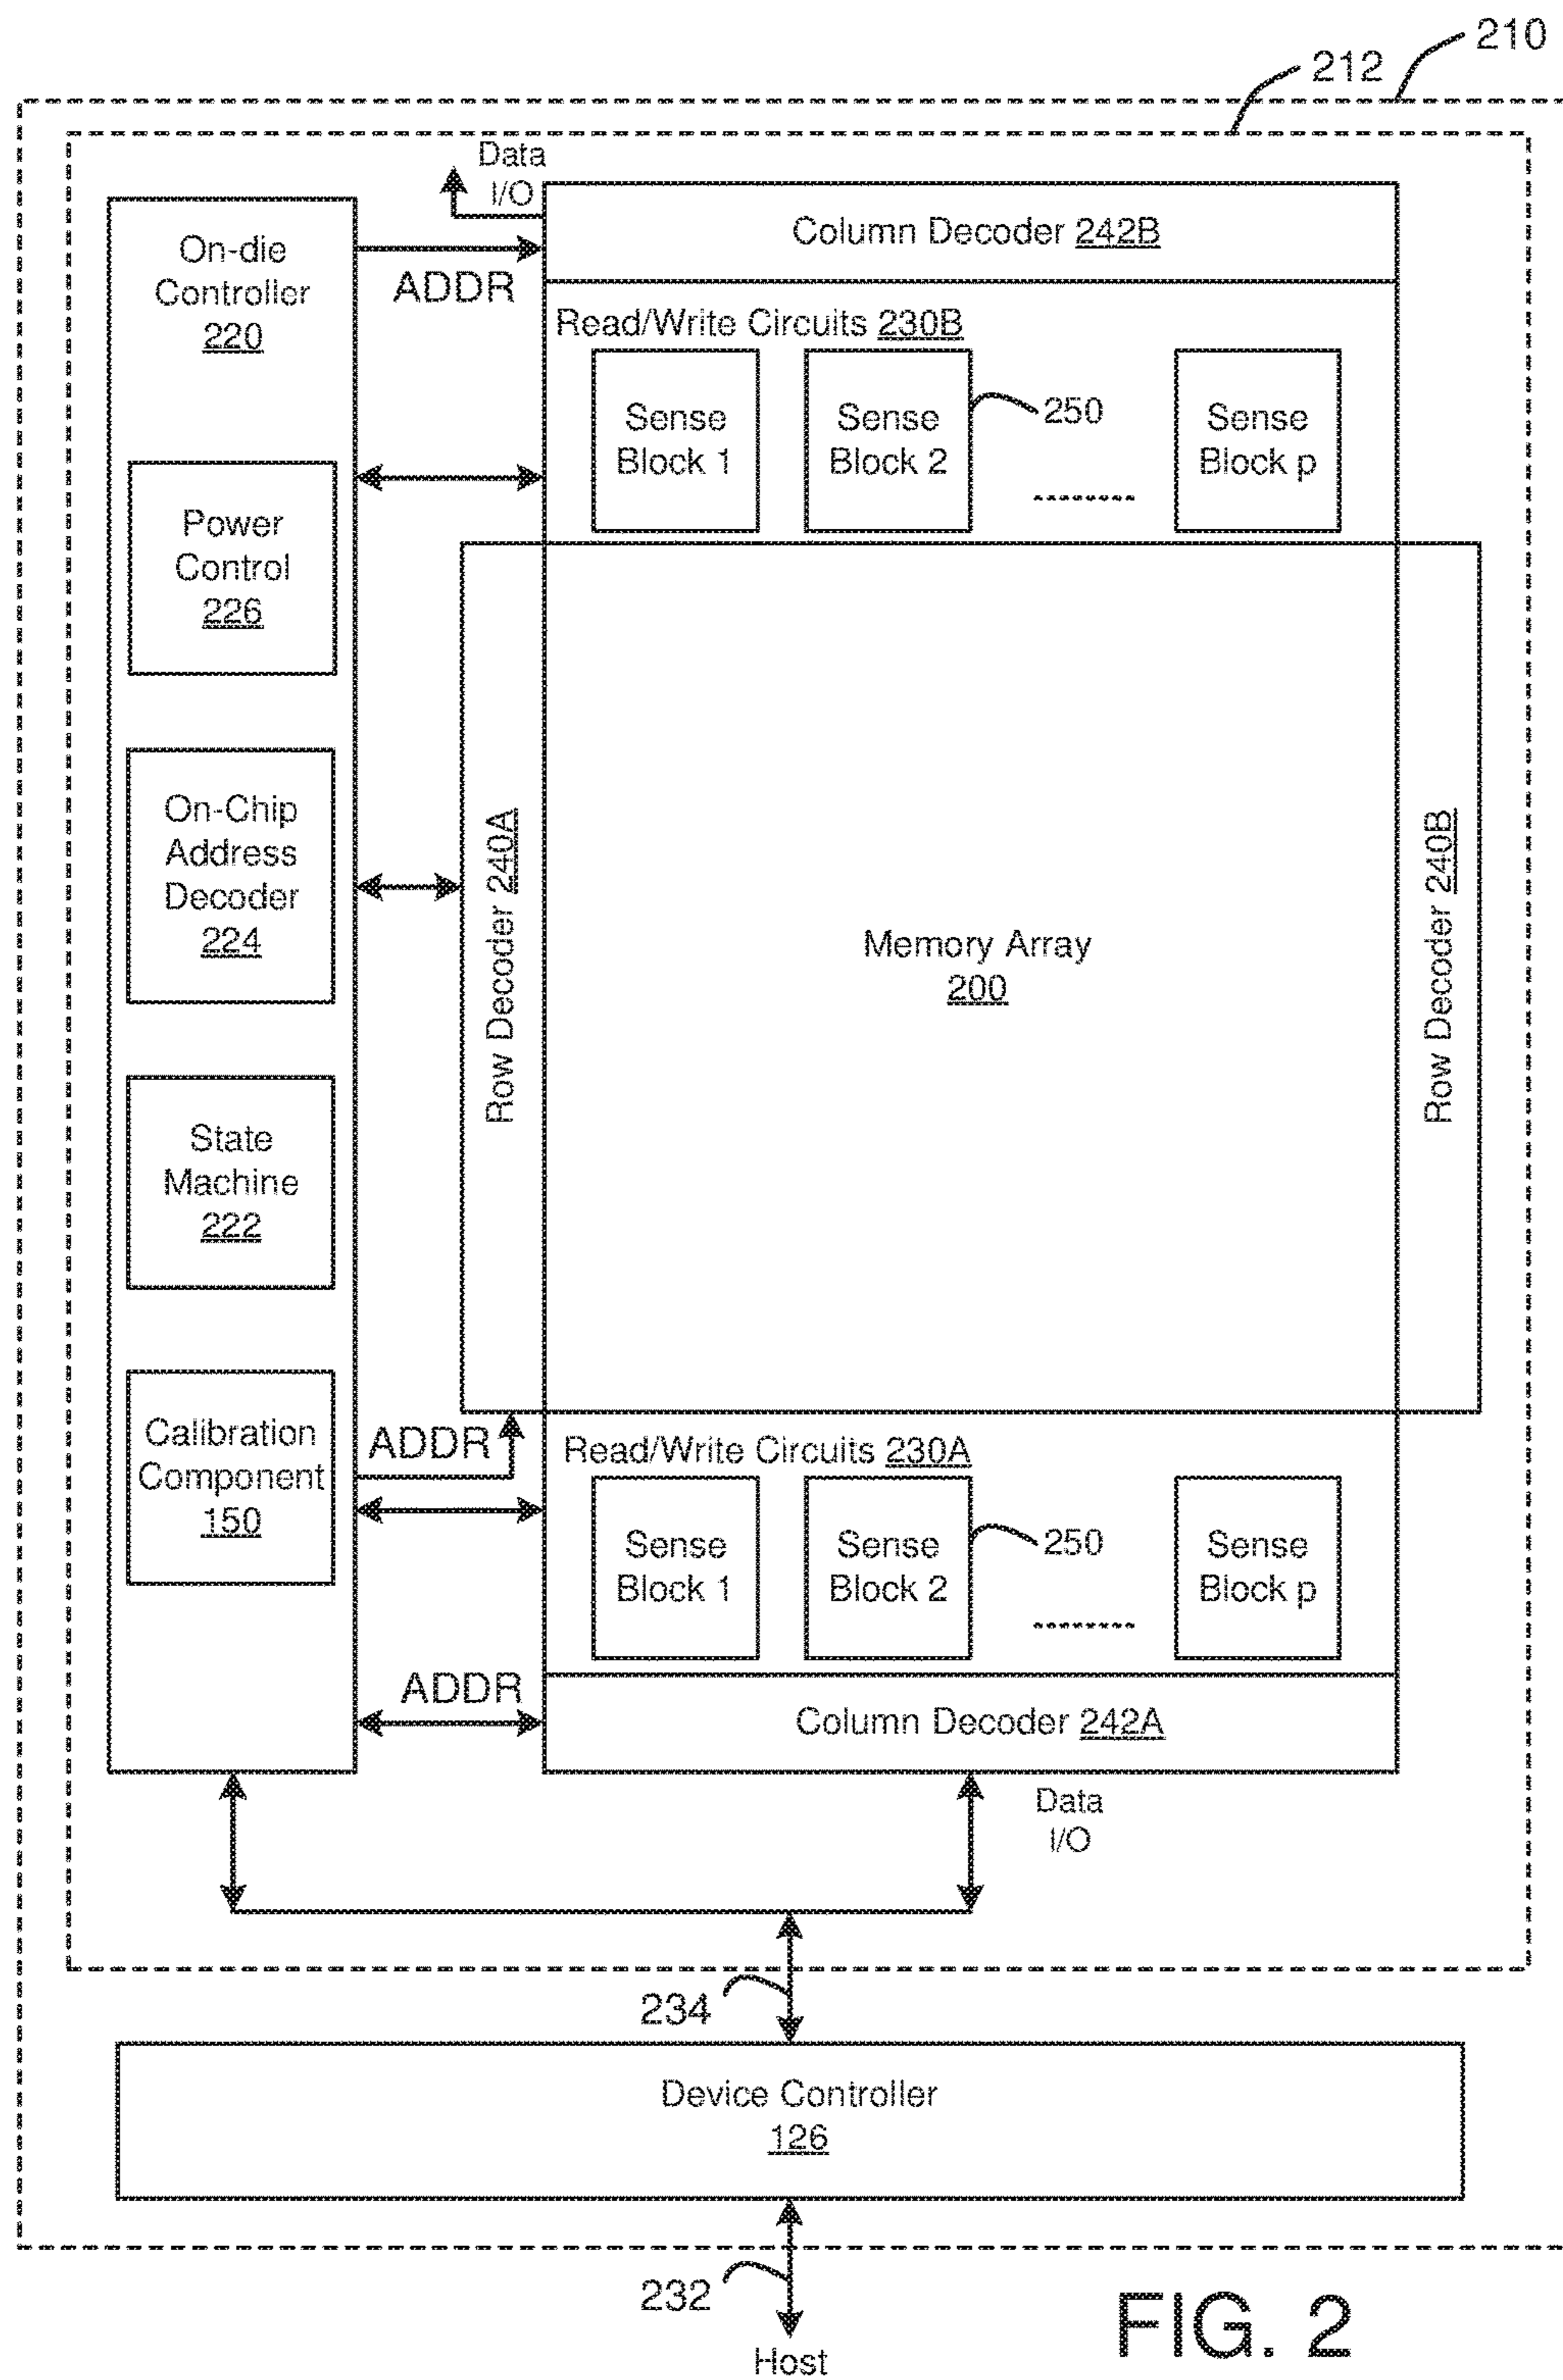 210
212
Data
I/O
Column Decoder 242B
On-die
Controller
220
ADDR
Read/Write Circuits 230B
Sense
Block 1
Sense
Block 2
250
Sense
Block p
Power
Control
226
On-Chip
Address
Decoder
224
Row Decoder 240A
Memory Array
200
Row Decoder 240B
State
Machine
222
Calibration
Component
150
ADDR
Read/Write Circuits 230A
Sense
Block 1
Sense
Block 2
250
Sense
Block p
ADDR
Column Decoder 242A
Data
I/O
234
Device Controller
126
232
Host
FIG. 2